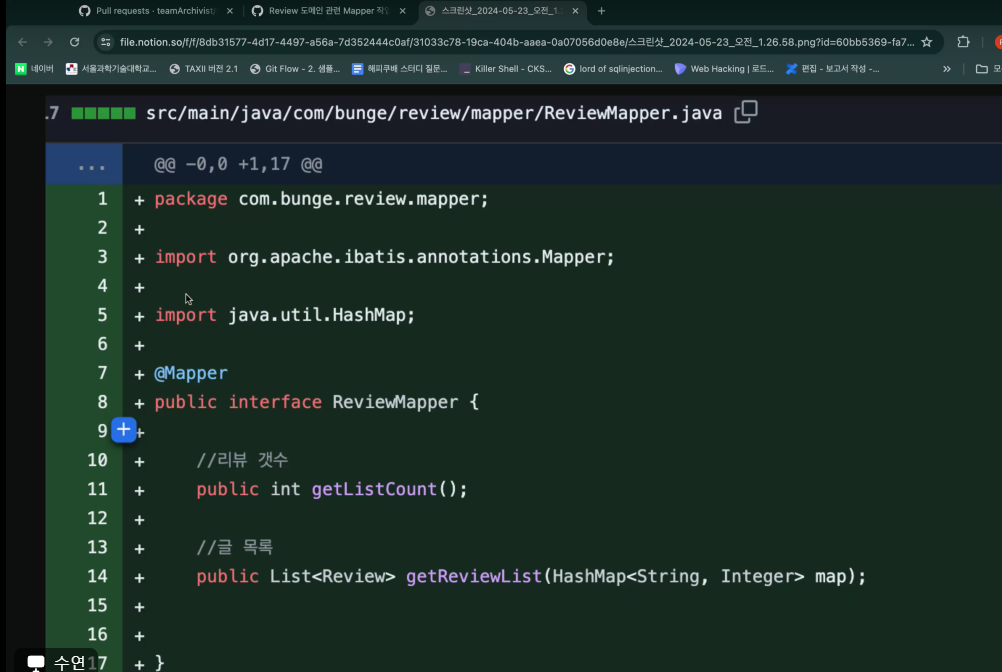 Pull requests · teamArchivist/
Review 도메인 관련 Mapper 작업
스크린샷_2024-05-23_오전_1.
file.notion.so/f/f/8db31577-4d17-4497-a56a-7d352444c0af/31033c78-19ca-404b-aaea-0a07056d0e8e/스크린샷_2024-05-23_오전_1.26.58.png?id=60bb5369-fa7...
네이버 서울과학기술대학교... TAXII 버전 2.1 Git Flow - 2. 샘플... 해피쿠배 스터디 질문... Killer Shell - CKS... lord of sqlinjection... Web Hacking | 로드... 편집 - 보고서 작성 -... »
.7 src/main/java/com/bunge/review/mapper/ReviewMapper.java
... @@ -0,0 +1,17 @@
1 + package com.bunge.review.mapper;
2 +
3 + import org.apache.ibatis.annotations.Mapper;
4 +
5 + import java.util.HashMap;
6 +
7 + @Mapper
8 + public interface ReviewMapper {
9 +
10 + //리뷰 갯수
11 + public int getListCount();
12 +
13 + //글 목록
14 + public List<Review> getReviewList(HashMap<String, Integer> map);
15 +
16 +
17 + }
수연